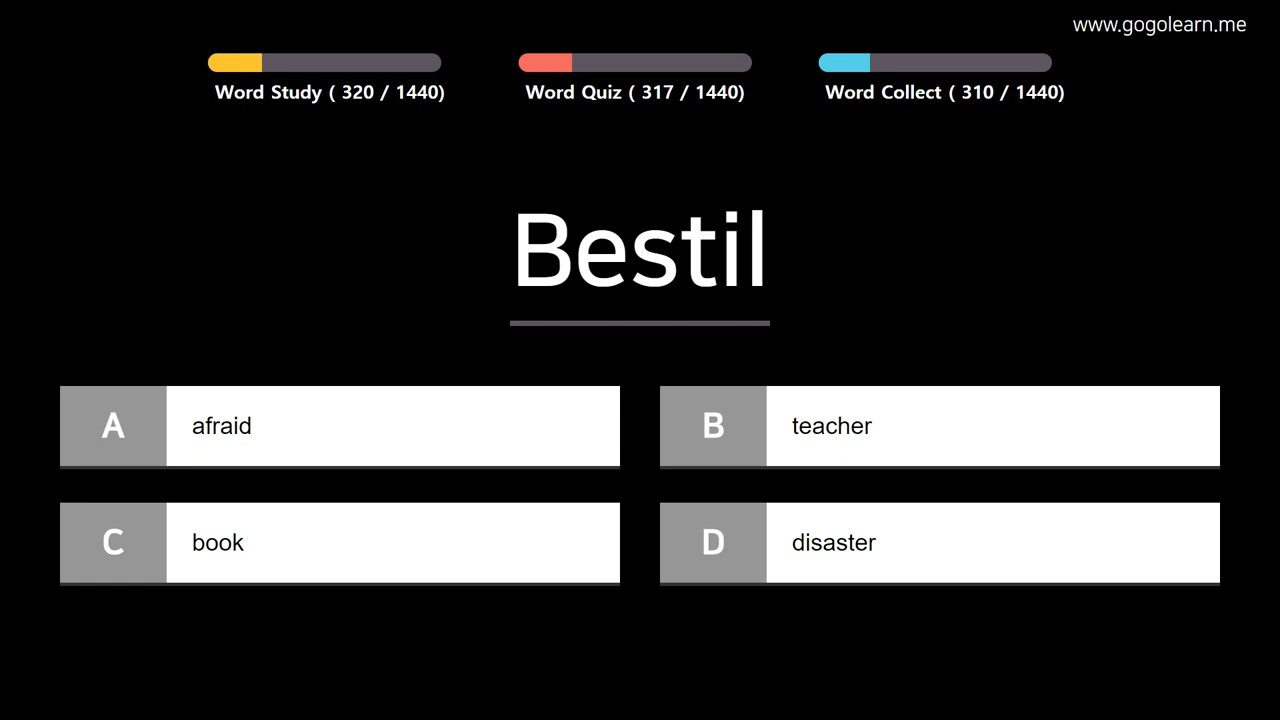 www.gogolearn.me
Word Study ( 320 / 1440)
Word Quiz ( 317 / 1440)
Word Collect ( 310 / 1440)
Bestil
A afraid
B teacher
C book
D disaster